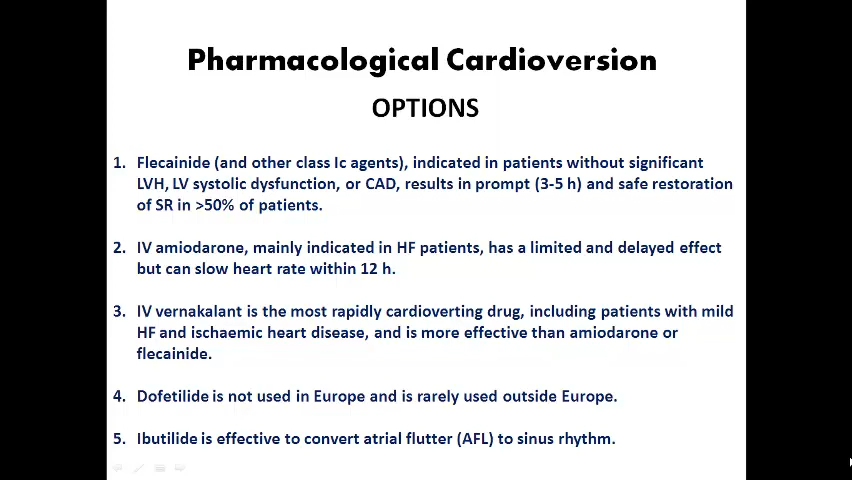 Pharmacological Cardioversion
OPTIONS
1. Flecainide (and other class Ic agents), indicated in patients without significant
LVH, LV systolic dysfunction, or CAD, results in prompt (3-5 h) and safe restoration
of SR in >50% of patients.
2. IV amiodarone, mainly indicated in HF patients, has a limited and delayed effect
but can slow heart rate within 12 h.
3. IV vernakalant is the most rapidly cardioverting drug, including patients with mild
HF and ischaemic heart disease, and is more effective than amiodarone or
flecainide.
4. Dofetilide is not used in Europe and is rarely used outside Europe.
5. Ibutilide is effective to convert atrial flutter (AFL) to sinus rhythm.